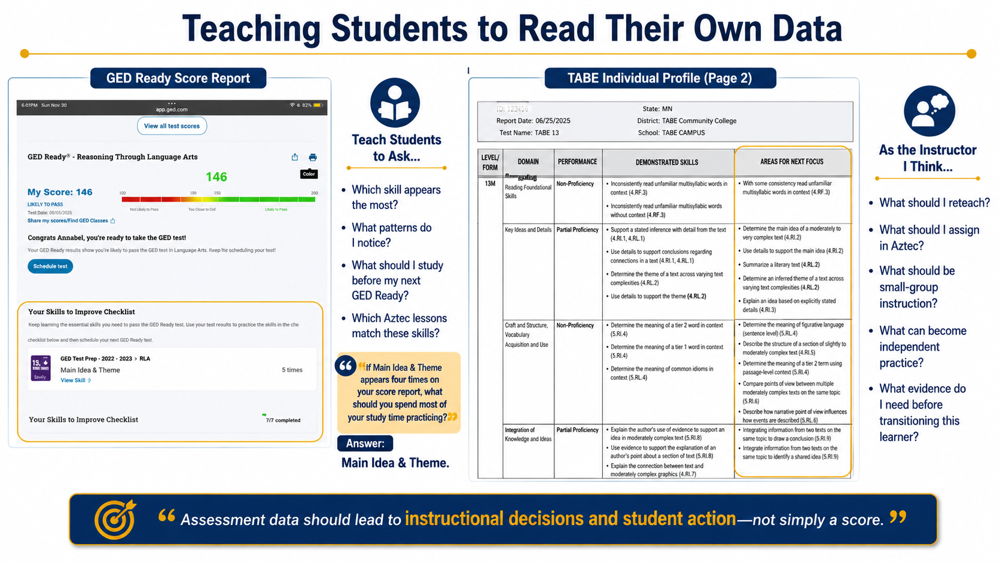 Teaching Students to Read Their Own Data
GED Ready Score Report
6:01PM Sun Nov 30
app.ged.com
82%
View all test scores
GED Ready® - Reasoning Through Language Arts
Color
146
My Score: 146
LIKELY TO PASS
Test Date: 09/05/2025
Share my scores/Find GED Classes
100
150
150
200
Not Likely to Pass
Too Close to Call
Likely to Pass
Congrats Annabel, you're ready to take the GED test!
Your GED Ready results show you're likely to pass the GED test in Language Arts. Keep scheduling your test!
Schedule test
Your Skills to Improve Checklist
Keep learning the essential skills you need to pass the GED Ready test. Use your test results to practice the skills in the che
checklist below and then schedule your next GED Ready test.
GED Test Prep - 2022 - 2023 > RLA
Main Idea & Theme
5 times
View Skill >
Your Skills to Improve Checklist
7/7 completed
Teach Students
to Ask...
• Which skill appears
the most?
• What patterns do
I notice?
• What should I study
before my next
GED Ready?
• Which Aztec lessons
match these skills?
“ “if Main Idea & Theme
appears four times on
your score report, what
should you spend most of
your study time practicing?”
Answer:
Main Idea & Theme.
TABE Individual Profile (Page 2)
ID: 123456
Report Date: 06/25/2025
Test Name: TABE 13
State: MN
District: TABE Community College
School: TABE CAMPUS
LEVEL/
FORM
DOMAIN
PERFORMANCE
DEMONSTRATED SKILLS
AREAS FOR NEXT FOCUS
13M
Reading Foundational
Skills
Non-Proficiency
• Inconsistently read unfamiliar multisyllabic words in
context (4.RF.3)
• Inconsistently read unfamiliar multisyllabic words
without context (4.RF.3)
• With some consistency read unfamiliar
multisyllabic words in context (4.RF.3)
Key Ideas and Details
Partial Proficiency
• Support a stated inference with detail from the text
(4.RI.1, 4.RL.1)
• Use details to support conclusions regarding
connections in a text (4.RI.1, 4.RL.1)
• Determine the theme of a text across varying text
complexities (4.RL.2)
• Use details to support the theme (4.RL.2)
• Determine the main idea of a moderately to
very complex text (4.RI.2)
• Use details to support the main idea (4.RI.2)
• Summarize a literary text (4.RL.2)
• Determine an inferred theme of a text across
varying text complexities (4.RL.2)
• Explain an idea based on explicitly stated
details (4.RI.3)
Craft and Structure,
Vocabulary
Acquisition and Use
Non-Proficiency
• Determine the meaning of a tier 2 word in context
(5.RI.4)
• Determine the meaning of a tier 1 word in context
(5.RI.4)
• Determine the meaning of common idioms in
context (5.RL.4)
• Determine the meaning of figurative language
(sentence level) (5.RL.4)
• Describe the structure of a section of slightly to
moderately complex text (4.RI.5)
• Determine the meaning of a tier 2 term using
passage-level context (5.RI.4)
• Compare points of view between multiple
moderately complex texts on the same topic
(5.RI.6)
• Describe how narrative point of view influences
how events are described (5.RL.6)
Integration of
Knowledge and Ideas
Partial Proficiency
• Explain the author's use of evidence to support an
idea in moderately complex text (5.RI.8)
• Use evidence to support the explanation of an
author's point about a section of text (5.RI.8)
• Explain the connection between text and
moderately complex graphics (4.RI.7)
• Integrating information from two texts on the
same topic to draw a conclusion (5.RI.9)
• Integrate information from two texts on the
same topic to identify a shared idea (5.RI.9)
As the Instructor
I Think...
• What should I reteach?
• What should I assign
in Aztec?
• What should be
small-group
instruction?
• What can become
independent
practice?
• What evidence do
I need before
transitioning this
learner?
“ Assessment data should lead to instructional decisions and student action—not simply a score. ”